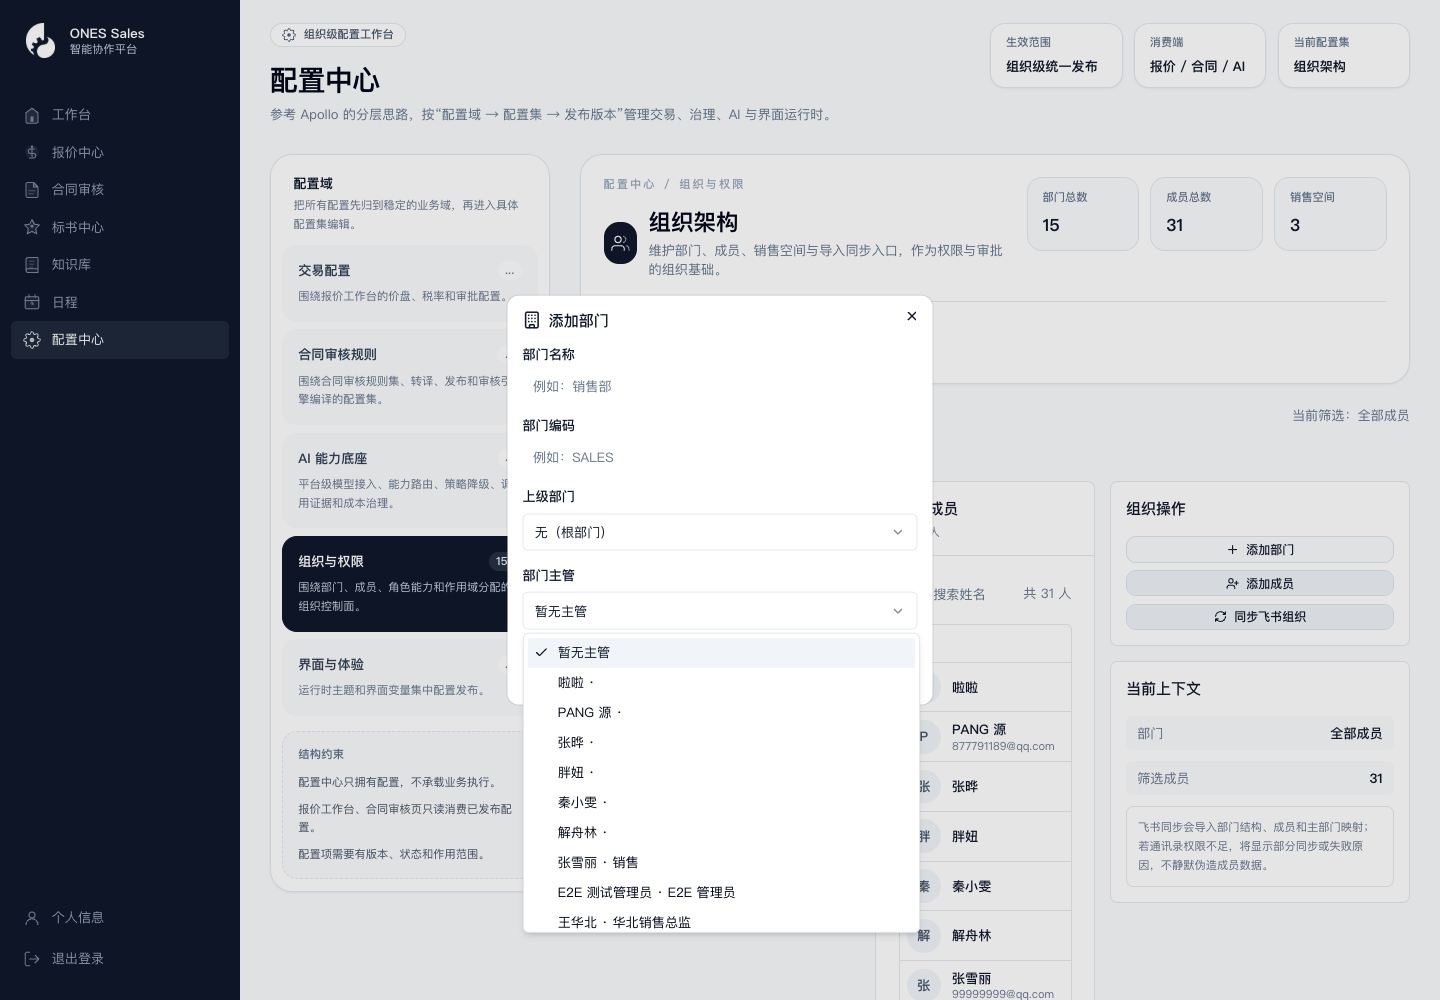 ONES Sales
智能协作平台
工作台
报价中心
合同审核
标书中心
知识库
日程
配置中心
个人信息
退出登录
组织级配置工作台
配置中心
参考 Apollo 的分层思路，按“配置域 → 配置集 → 发布版本”管理交易、治理、AI 与界面运行时。
生效范围
组织级统一发布
消费端
报价 / 合同 / AI
当前配置集
组织架构
配置域
把所有配置先归到稳定的业务域，再进入具体
配置集编辑。
交易配置
...
围绕报价工作台的价盘、税率和审批配置。
合同审核规则
围绕合同审核规则集、转译、发布和审核引
擎编译的配置集。
AI 能力底座
平台级模型接入、能力路由、策略降级、调
用证据和成本治理。
组织与权限
15
围绕部门、成员、角色能力和作用域分配的
组织控制面。
界面与体验
运行时主题和界面变量集中配置发布。
结构约束
配置中心只拥有配置，不承载业务执行。
报价工作台、合同审核页只读消费已发布配
置。
配置项需要有版本、状态和作用范围。
配置中心 / 组织与权限
组织架构
维护部门、成员、销售空间与导入同步入口，作为权限与审批
的组织基础。
部门总数
15
成员总数
31
销售空间
3
当前筛选：全部成员
添加部门
部门名称
例如：销售部
部门编码
例如：SALES
上级部门
无（根部门）
部门主管
暂无主管
暂无主管
啦啦 ·
PANG 源 ·
张晔 ·
胖妞 ·
秦小雯 ·
解舟林 ·
张雪丽 · 销售
E2E 测试管理员 · E2E 管理员
王华北 · 华北销售总监
成员
人
搜索姓名
共 31 人
啦啦
P
PANG 源
877791189@qq.com
张
张晔
胖
胖妞
秦
秦小雯
解
解舟林
张
张雪丽
99999999@qq.com
组织操作
添加部门
添加成员
同步飞书组织
当前上下文
部门
全部成员
筛选成员
31
飞书同步会导入部门结构、成员和主部门映射；
若通讯录权限不足，将显示部分同步或失败原
因，不静默伪造成员数据。